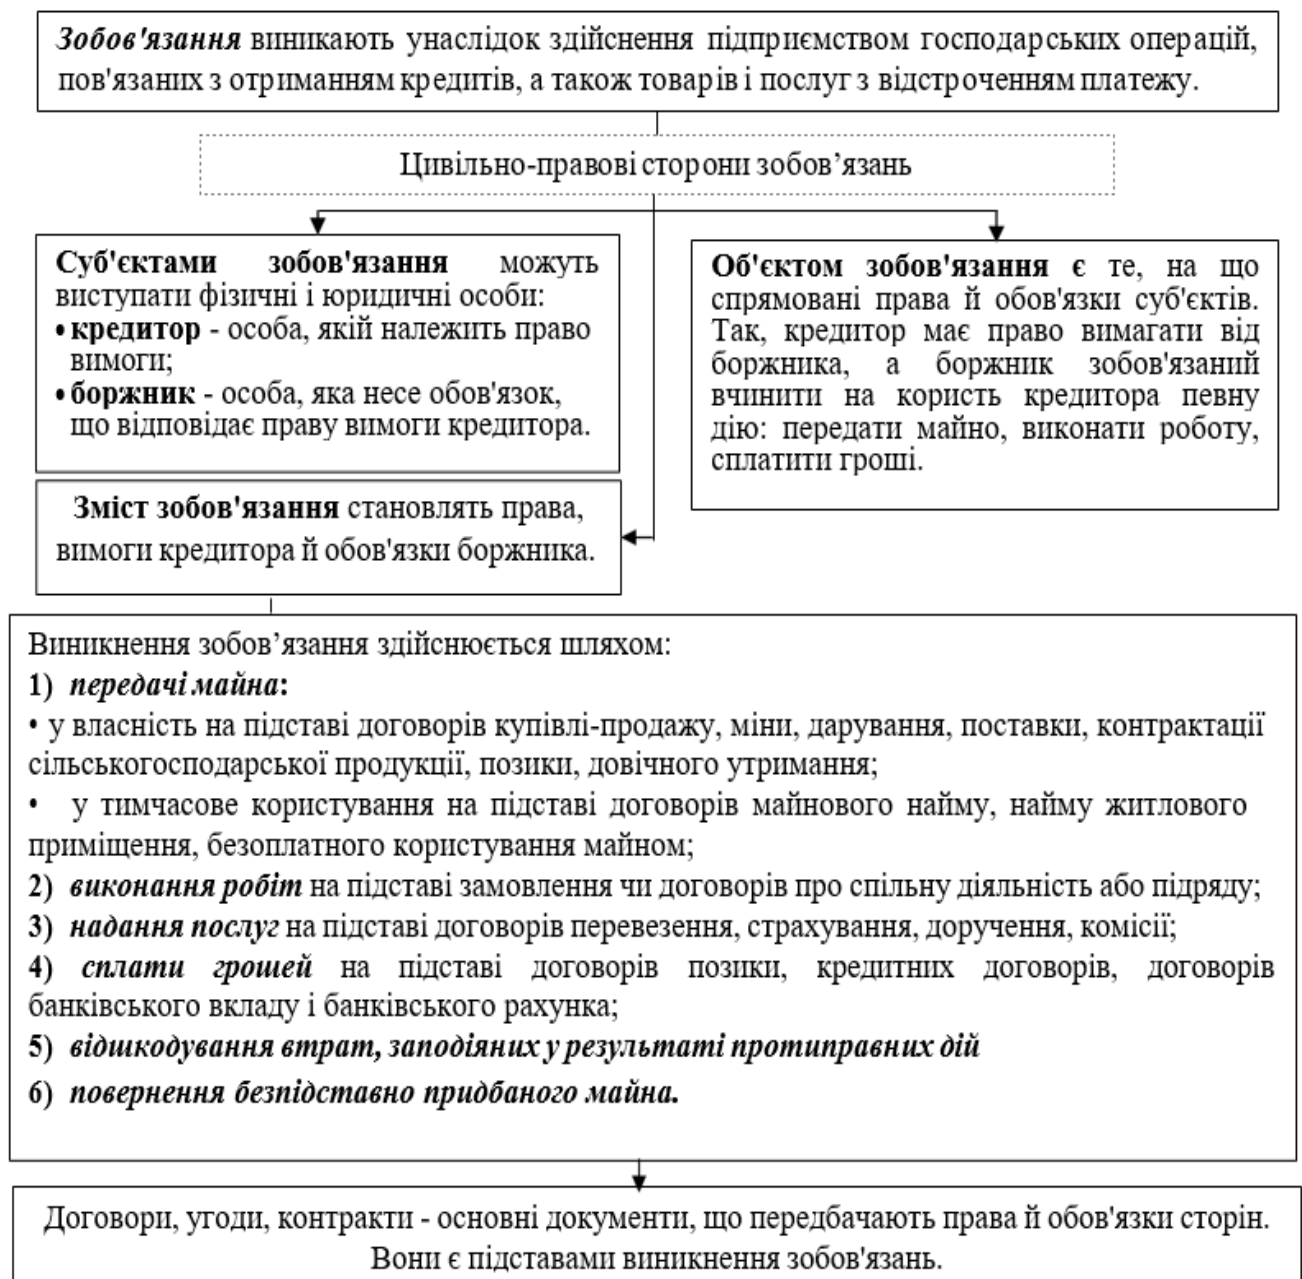 Зобов'язання виникають унаслідок здійснення підприємством господарських операцій,
пов'язаних з отриманням кредитів, а також товарів і послуг з відстроченням платежу.
Цивільно-правові сторони зобов’язань
Суб'єктами зобов'язання можуть
виступати фізичні і юридичні особи:
• кредитор - особа, якій належить право
вимоги;
• боржник - особа, яка несе обов'язок,
що відповідає праву вимоги кредитора.
Об'єктом зобов'язання є те, на що
спрямовані права й обов'язки суб'єктів.
Так, кредитор має право вимагати від
боржника, а боржник зобов'язаний
вчинити на користь кредитора певну
дію: передати майно, виконати роботу,
сплатити гроші.
Зміст зобов'язання становлять права,
вимоги кредитора й обов'язки боржника.
Виникнення зобов’язання здійснюється шляхом:
1) передачі майна:
• у власність на підставі договорів купівлі-продажу, міни, дарування, поставки, контрактації
сільськогосподарської продукції, позики, довічного утримання;
• у тимчасове користування на підставі договорів майнового найму, найму житлового
приміщення, безоплатного користування майном;
2) виконання робіт на підставі замовлення чи договорів про спільну діяльність або підряду;
3) надання послуг на підставі договорів перевезення, страхування, доручення, комісії;
4) сплати грошей на підставі договорів позики, кредитних договорів, договорів
банківського вкладу і банківського рахунка;
5) відшкодування втрат, заподіяних у результаті протиправних дій
6) повернення безпідставно придбаного майна.
Договори, угоди, контракти - основні документи, що передбачають права й обов'язки сторін.
Вони є підставами виникнення зобов'язань.